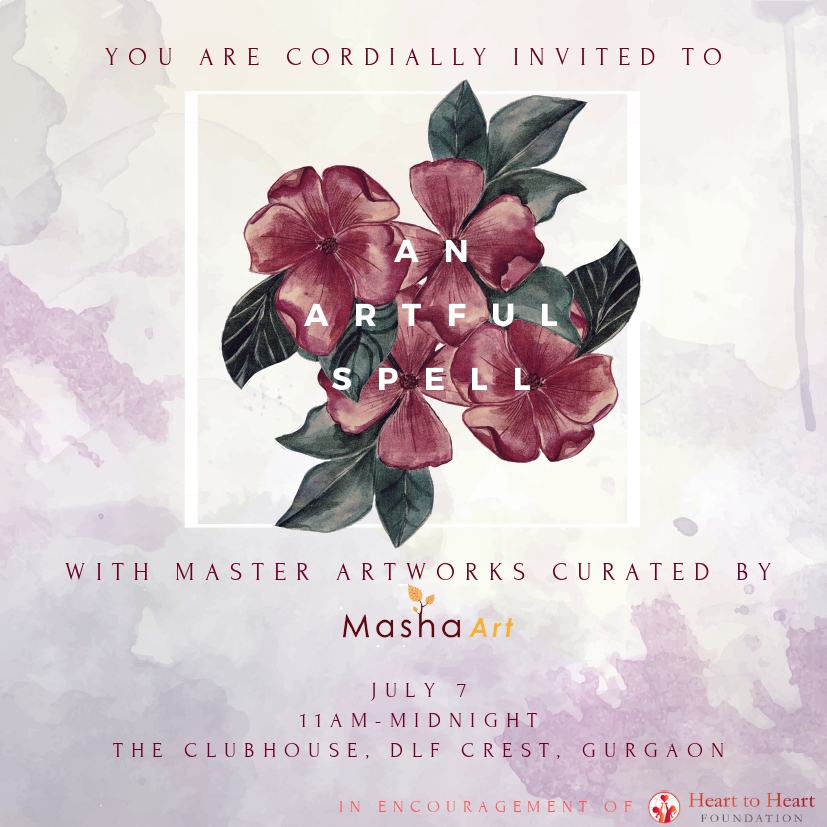 YOU ARE CORDIALLY INVITED TO
AN
ARTFUL
SPELL
WITH MASTER ARTWORKS CURATED BY
Masha Art
JULY 7
11AM-MIDNIGHT
THE CLUBHOUSE, DLF CREST, GURGAON
IN ENCOURAGEMENT OF
Heart to Heart
FOUNDATION